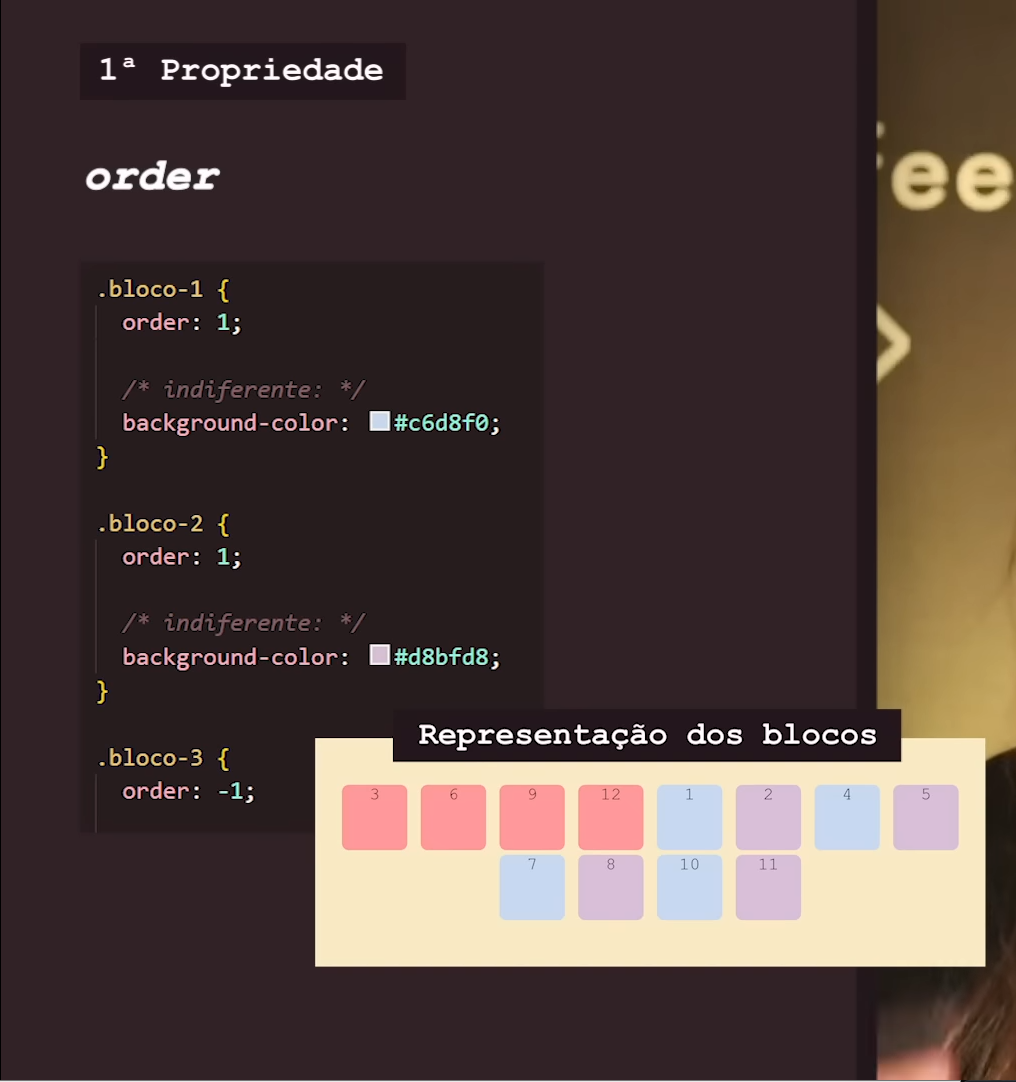 1ª Propriedade
order
.bloco-1 {
order: 1;
/* indiferente: */
background-color: #c6d8f0;
}
.bloco-2 {
order: 1;
/* indiferente: */
background-color: #d8bfd8;
}
.bloco-3 {
order: -1;
Representação dos blocos
3 6 9 12 1 2 4 5
7 8 10 11
ee
>